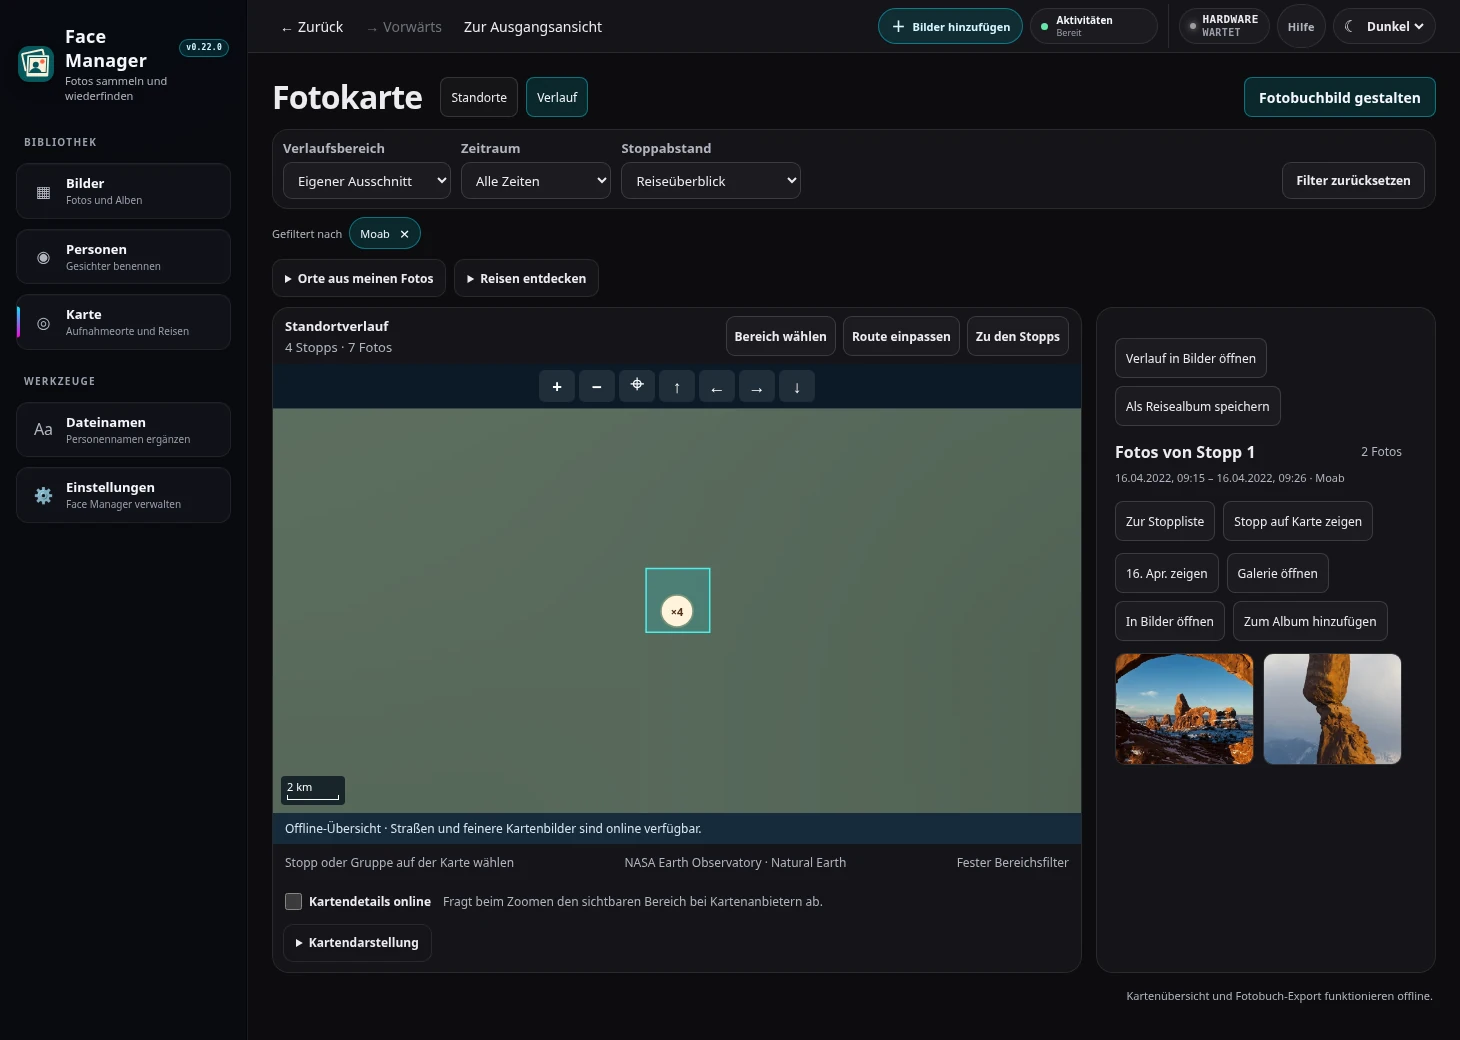 Face
Manager
v0.22.0
Fotos sammeln und
wiederfinden
BIBLIOTHEK
Bilder
Fotos und Alben
Personen
Gesichter benennen
Karte
Aufnahmeorte und Reisen
WERKZEUGE
Aa
Dateinamen
Personennamen ergänzen
Einstellungen
Face Manager verwalten
← Zurück
→ Vorwärts
Zur Ausgangsansicht
+ Bilder hinzufügen
Aktivitäten
Bereit
HARDWARE
WARTET
Hilfe
Dunkel
Fotokarte
Standorte
Verlauf
Fotobuchbild gestalten
Verlaufsbereich
Zeitraum
Stoppabstand
Eigener Ausschnitt
Alle Zeiten
Reiseüberblick
Filter zurücksetzen
Gefiltert nach
Moab ✕
▶ Orte aus meinen Fotos
▶ Reisen entdecken
Standortverlauf
4 Stopps · 7 Fotos
Bereich wählen
Route einpassen
Zu den Stopps
+ − ⌖ ↑ ← → ↓
×4
2 km
Offline-Übersicht · Straßen und feinere Kartenbilder sind online verfügbar.
Stopp oder Gruppe auf der Karte wählen
NASA Earth Observatory · Natural Earth
Fester Bereichsfilter
Kartendetails online
Fragt beim Zoomen den sichtbaren Bereich bei Kartenanbietern ab.
▶ Kartendarstellung
Verlauf in Bilder öffnen
Als Reisealbum speichern
Fotos von Stopp 1
2 Fotos
16.04.2022, 09:15 – 16.04.2022, 09:26 · Moab
Zur Stoppliste
Stopp auf Karte zeigen
16. Apr. zeigen
Galerie öffnen
In Bilder öffnen
Zum Album hinzufügen
Kartenübersicht und Fotobuch-Export funktionieren offline.